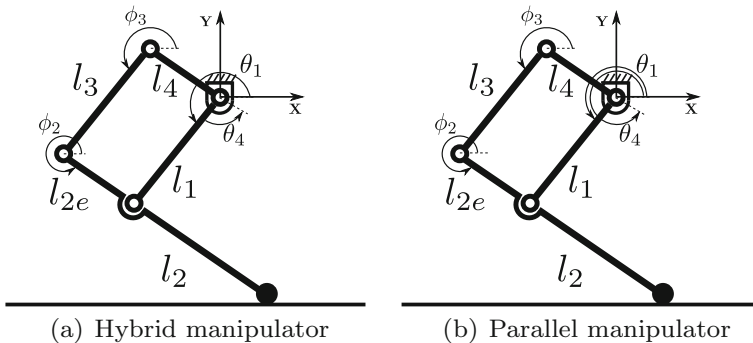 Y
ϕ3
θ1
l3
l4
X
θ4
ϕ2
l2e
l1
l2
(a) Hybrid manipulator
Y
ϕ3
θ1
l3
l4
X
θ4
ϕ2
l2e
l1
l2
(b) Parallel manipulator